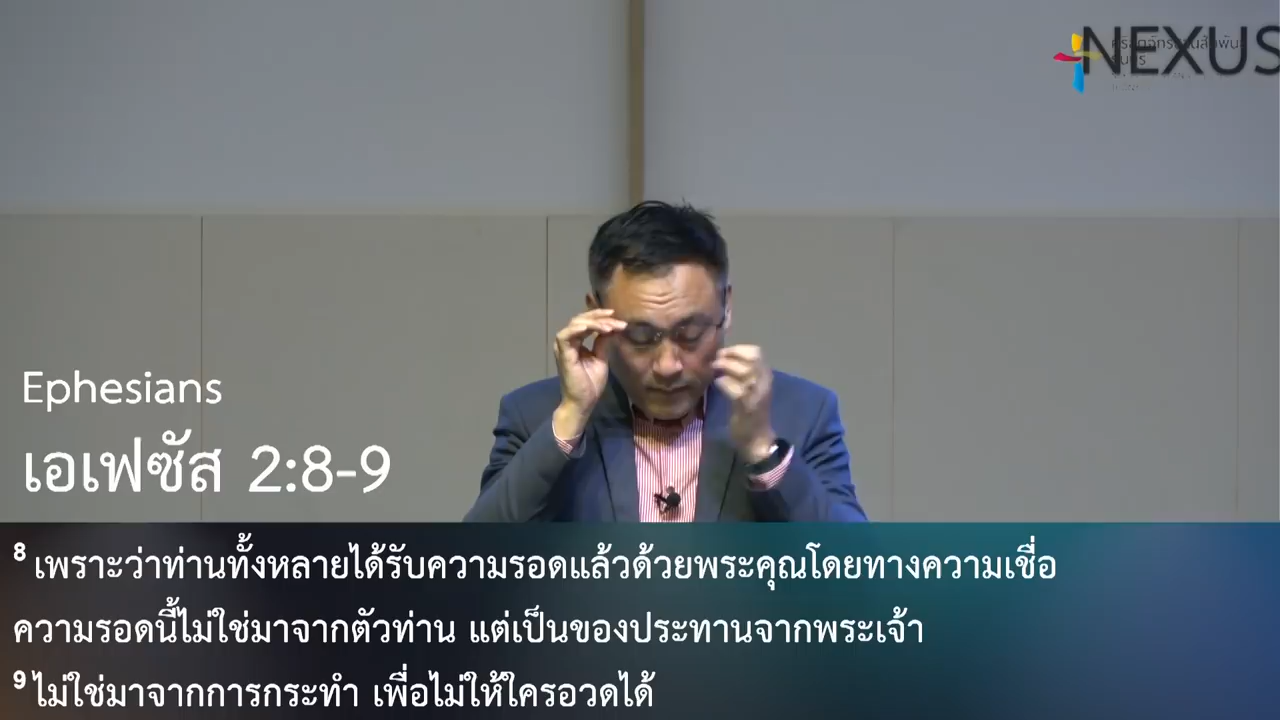 NEXUS
Ephesians
เอเฟซัส 2:8-9
8 เพราะว่าท่านทั้งหลายได้รับความรอดแล้วด้วยพระคุณโดยทางความเชื่อ
ความรอดนี้ไม่ใช่มาจากตัวท่าน แต่เป็นของประทานจากพระเจ้า
9 ไม่ใช่มาจากการกระทำ เพื่อไม่ให้ใครอวดได้